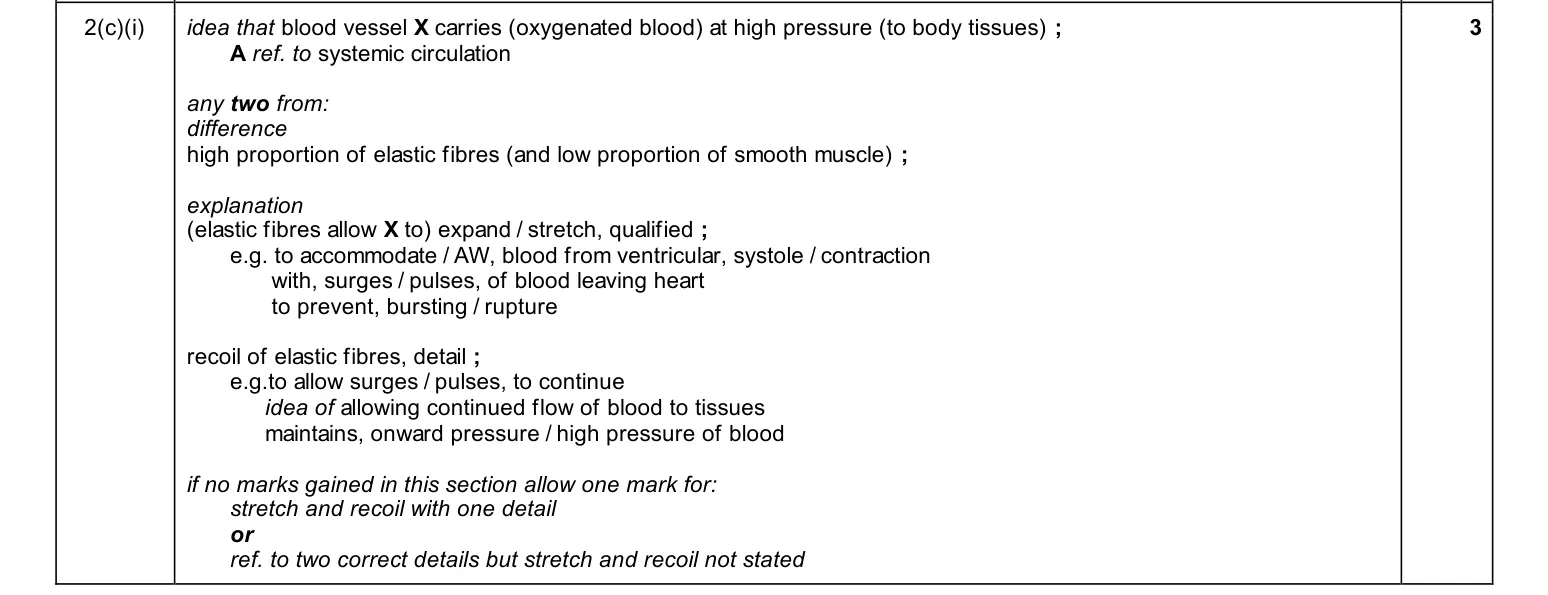 2(c)(i)
idea that blood vessel X carries (oxygenated blood) at high pressure (to body tissues) ;
3
A ref. to systemic circulation
any two from:
difference
high proportion of elastic fibres (and low proportion of smooth muscle) ;
explanation
(elastic fibres allow X to) expand / stretch, qualified ;
e.g. to accommodate / AW, blood from ventricular, systole / contraction
with, surges / pulses, of blood leaving heart
to prevent, bursting / rupture
recoil of elastic fibres, detail ;
e.g.to allow surges / pulses, to continue
idea of allowing continued flow of blood to tissues
maintains, onward pressure / high pressure of blood
if no marks gained in this section allow one mark for:
stretch and recoil with one detail
or
ref. to two correct details but stretch and recoil not stated